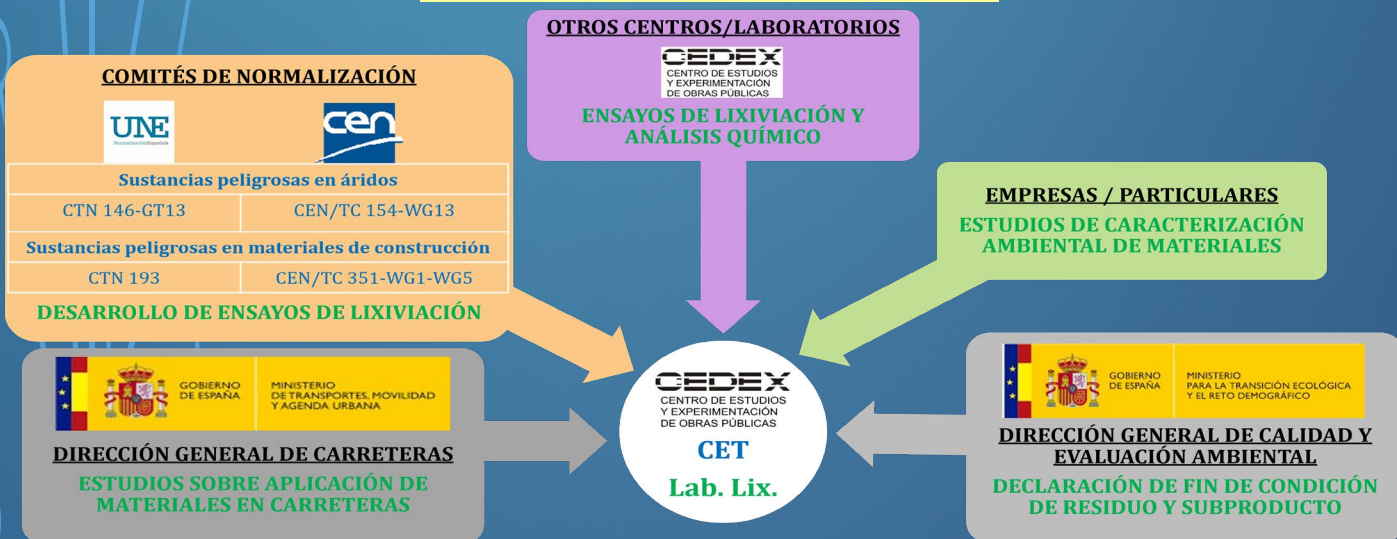 COMITÉS DE NORMALIZACIÓN
UNE
Normalización Española
cen
Sustancias peligrosas en áridos
CTN 146-GT13
CEN/TC 154-WG13
Sustancias peligrosas en materiales de construcción
CTN 193
CEN/TC 351-WG1-WG5
DESARROLLO DE ENSAYOS DE LIXIVIACIÓN
OTROS CENTROS/LABORATORIOS
CEDEX
CENTRO DE ESTUDIOS
Y EXPERIMENTACIÓN
DE OBRAS PÚBLICAS
ENSAYOS DE LIXIVIACIÓN Y
ANÁLISIS QUÍMICO
EMPRESAS / PARTICULARES
ESTUDIOS DE CARACTERIZACIÓN
AMBIENTAL DE MATERIALES
GOBIERNO
DE ESPAÑA
MINISTERIO
DE TRANSPORTES, MOVILIDAD
Y AGENDA URBANA
DIRECCIÓN GENERAL DE CARRETERAS
ESTUDIOS SOBRE APLICACIÓN DE
MATERIALES EN CARRETERAS
CEDEX
CENTRO DE ESTUDIOS
Y EXPERIMENTACIÓN
DE OBRAS PÚBLICAS
CET
Lab. Lix.
GOBIERNO
DE ESPAÑA
MINISTERIO
PARA LA TRANSICIÓN ECOLÓGICA
Y EL RETO DEMOGRÁFICO
DIRECCIÓN GENERAL DE CALIDAD Y
EVALUACIÓN AMBIENTAL
DECLARACIÓN DE FIN DE CONDICIÓN
DE RESIDUO Y SUBPRODUCTO